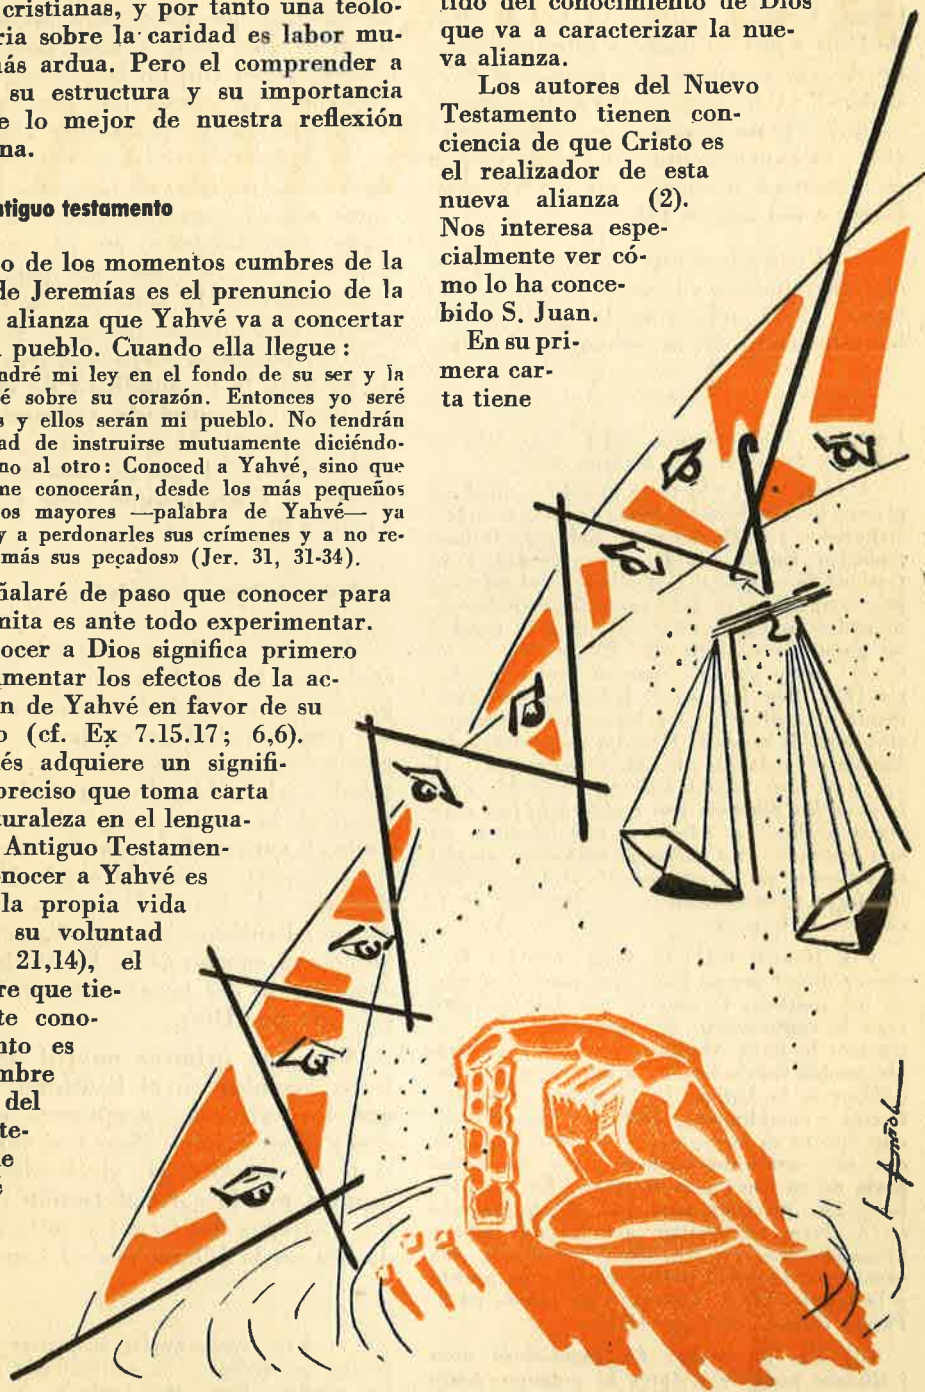 cristianas, y por tanto una teolo-
ria sobre la caridad es labor mu-
más ardua. Pero el comprender a
su estructura y su importancia
e lo mejor de nuestra reflexión
na.
ntiguo testamento
o de los momentos cumbres de la
de Jeremías es el prenuncio de la
alianza que Yahvé va a concertar
pueblo. Cuando ella llegue:
ndré mi ley en el fondo de su ser y la
é sobre su corazón. Entonces yo seré
s y ellos serán mi pueblo. No tendrán
ad de instruirse mutuamente diciéndo-
no al otro: Conoced a Yahvé, sino que
me conocerán, desde los más pequeños
os mayores —palabra de Yahvé— ya
y a perdonarles sus crímenes y a no re-
más sus pecados» (Jer. 31, 31-34).
ñalaré de paso que conocer para
mita es ante todo experimentar.
ocer a Dios significa primero
imentar los efectos de la ac-
n de Yahvé en favor de su
o (cf. Ex 7.15.17; 6,6).
és adquiere un signifi-
preciso que toma carta
turaleza en el lengua-
Antiguo Testamen-
nocer a Yahvé es
la propia vida
su voluntad
21,14), el
re que tie-
te cono-
nto es
mbre
del
te-
e
tido del conocimiento de Dios
que va a caracterizar la nue-
va alianza.
Los autores del Nuevo
Testamento tienen con-
ciencia de que Cristo es
el realizador de esta
nueva alianza (2).
Nos interesa espe-
cialmente ver có-
mo lo ha conce-
bido S. Juan.
En su pri-
mera car-
ta tiene